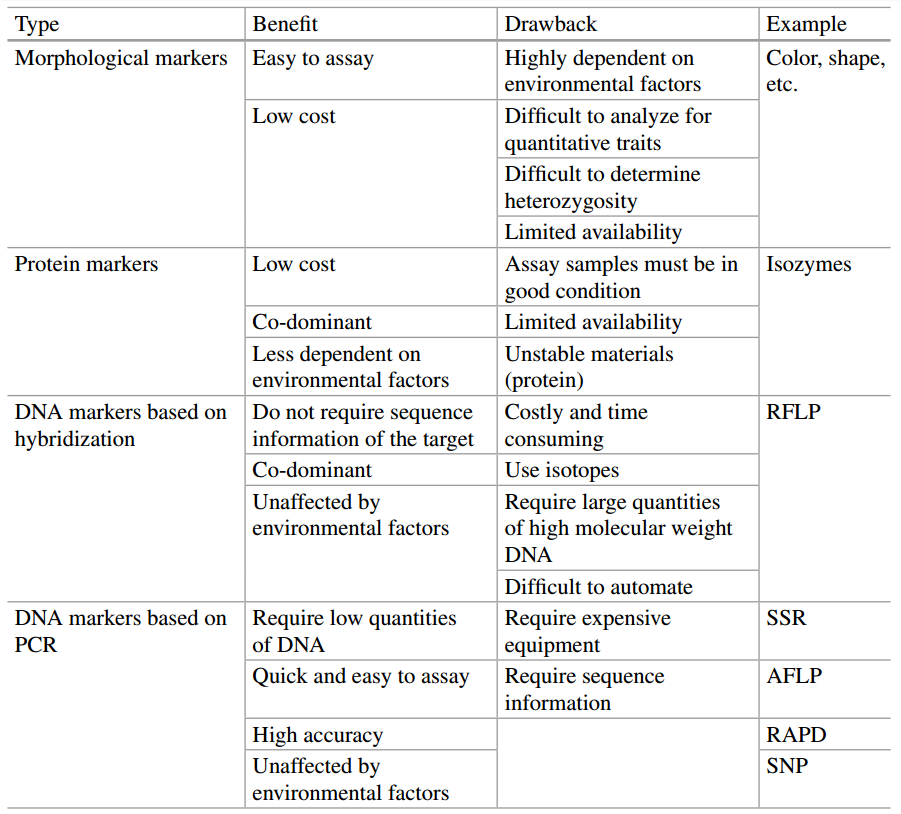 Type Benefit Drawback Example
Morphological markers Easy to assay Highly dependent on Color, shape,
environmental factors etc.
Low cost Difficult to analyze for
quantitative traits
Difficult to determine
heterozygosity
Limited availability
Protein markers Low cost Assay samples must be in Isozymes
good condition
Co-dominant Limited availability
Less dependent on Unstable materials
environmental factors (protein)
DNA markers based on Do not require sequence Costly and time RFLP
hybridization information of the target consuming
Co-dominant Use isotopes
Unaffected by Require large quantities
environmental factors of high molecular weight
DNA
Difficult to automate
DNA markers based on Require low quantities Require expensive SSR
PCR of DNA equipment
Quick and easy to assay Require sequence AFLP
information
High accuracy RAPD
Unaffected by SNP
environmental factors